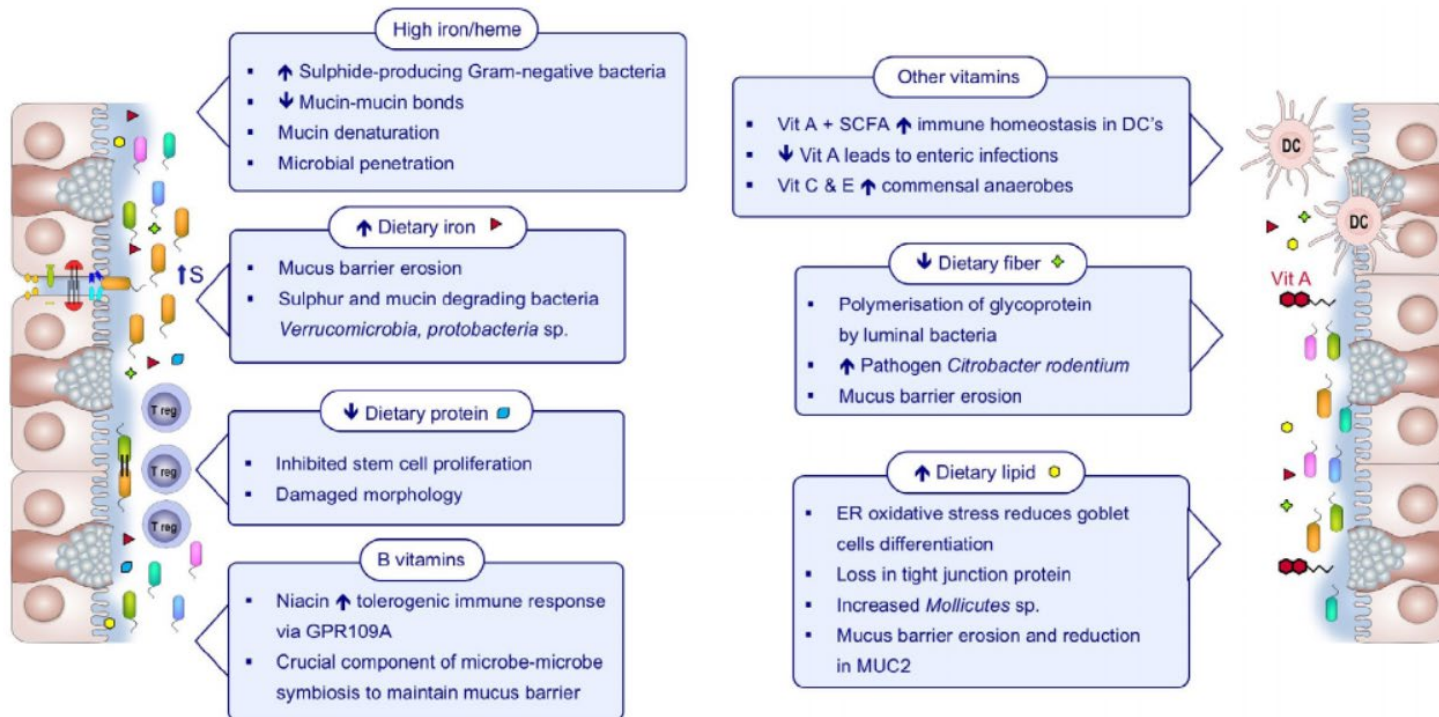 High iron/heme
▪ ↑ Sulphide-producing Gram-negative bacteria
▪ ↓ Mucin-mucin bonds
▪ Mucin denaturation
▪ Microbial penetration
↑ Dietary iron
▪ Mucus barrier erosion
▪ Sulphur and mucin degrading bacteria
Verrucomicrobia, protobacteria sp.
↑S
↓ Dietary protein
▪ Inhibited stem cell proliferation
▪ Damaged morphology
T reg
T reg
T reg
B vitamins
▪ Niacin ↑ tolerogenic immune response
via GPR109A
▪ Crucial component of microbe-microbe
symbiosis to maintain mucus barrier
Other vitamins
▪ Vit A + SCFA ↑ immune homeostasis in DC's
▪ ↓ Vit A leads to enteric infections
▪ Vit C & E ↑ commensal anaerobes
DC
DC
↓ Dietary fiber
▪ Polymerisation of glycoprotein
by luminal bacteria
▪ ↑ Pathogen Citrobacter rodentium
▪ Mucus barrier erosion
Vit A
↑ Dietary lipid
▪ ER oxidative stress reduces goblet
cells differentiation
▪ Loss in tight junction protein
▪ Increased Mollicutes sp.
▪ Mucus barrier erosion and reduction
in MUC2